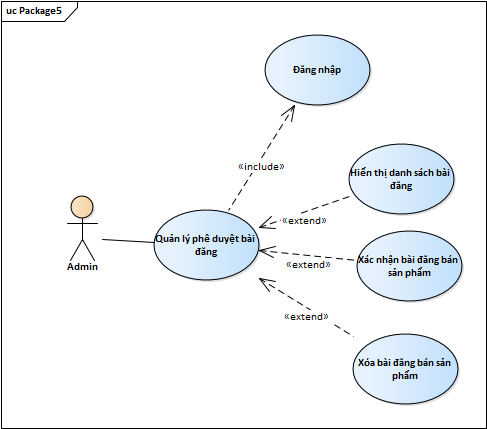 uc Package5
Đăng nhập
«include»
Hiển thị danh sách bài
đăng
«extend»
Admin
Quản lý phê duyệt bài
đăng
Xác nhận bài đăng bán
sản phẩm
«extend»
«extend»
Xóa bài đăng bán sản
phẩm